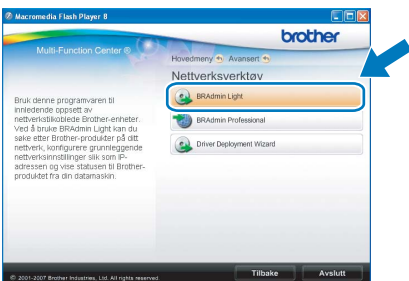 Macromedia Flash Player 8
brother
Multi-Function Center ®
Hovedmeny Avansert
Nettverksverktøy
BRAdmin Light
BRAdmin Professional
Driver Deployment Wizard
Bruk denne programvaren til
innledende oppsett av
nettverkstilkoblede Brother-enheter.
Ved å bruke BRAdmin Light kan du
søke etter Brother-produkter på ditt
nettverk, konfigurere grunnleggende
nettverksinnstillinger slik som IP-
adressen og vise statusen til Brother-
produktet fra din datamaskin.
© 2001-2007 Brother Industries, Ltd. All rights reserved.
Tilbake Avslutt